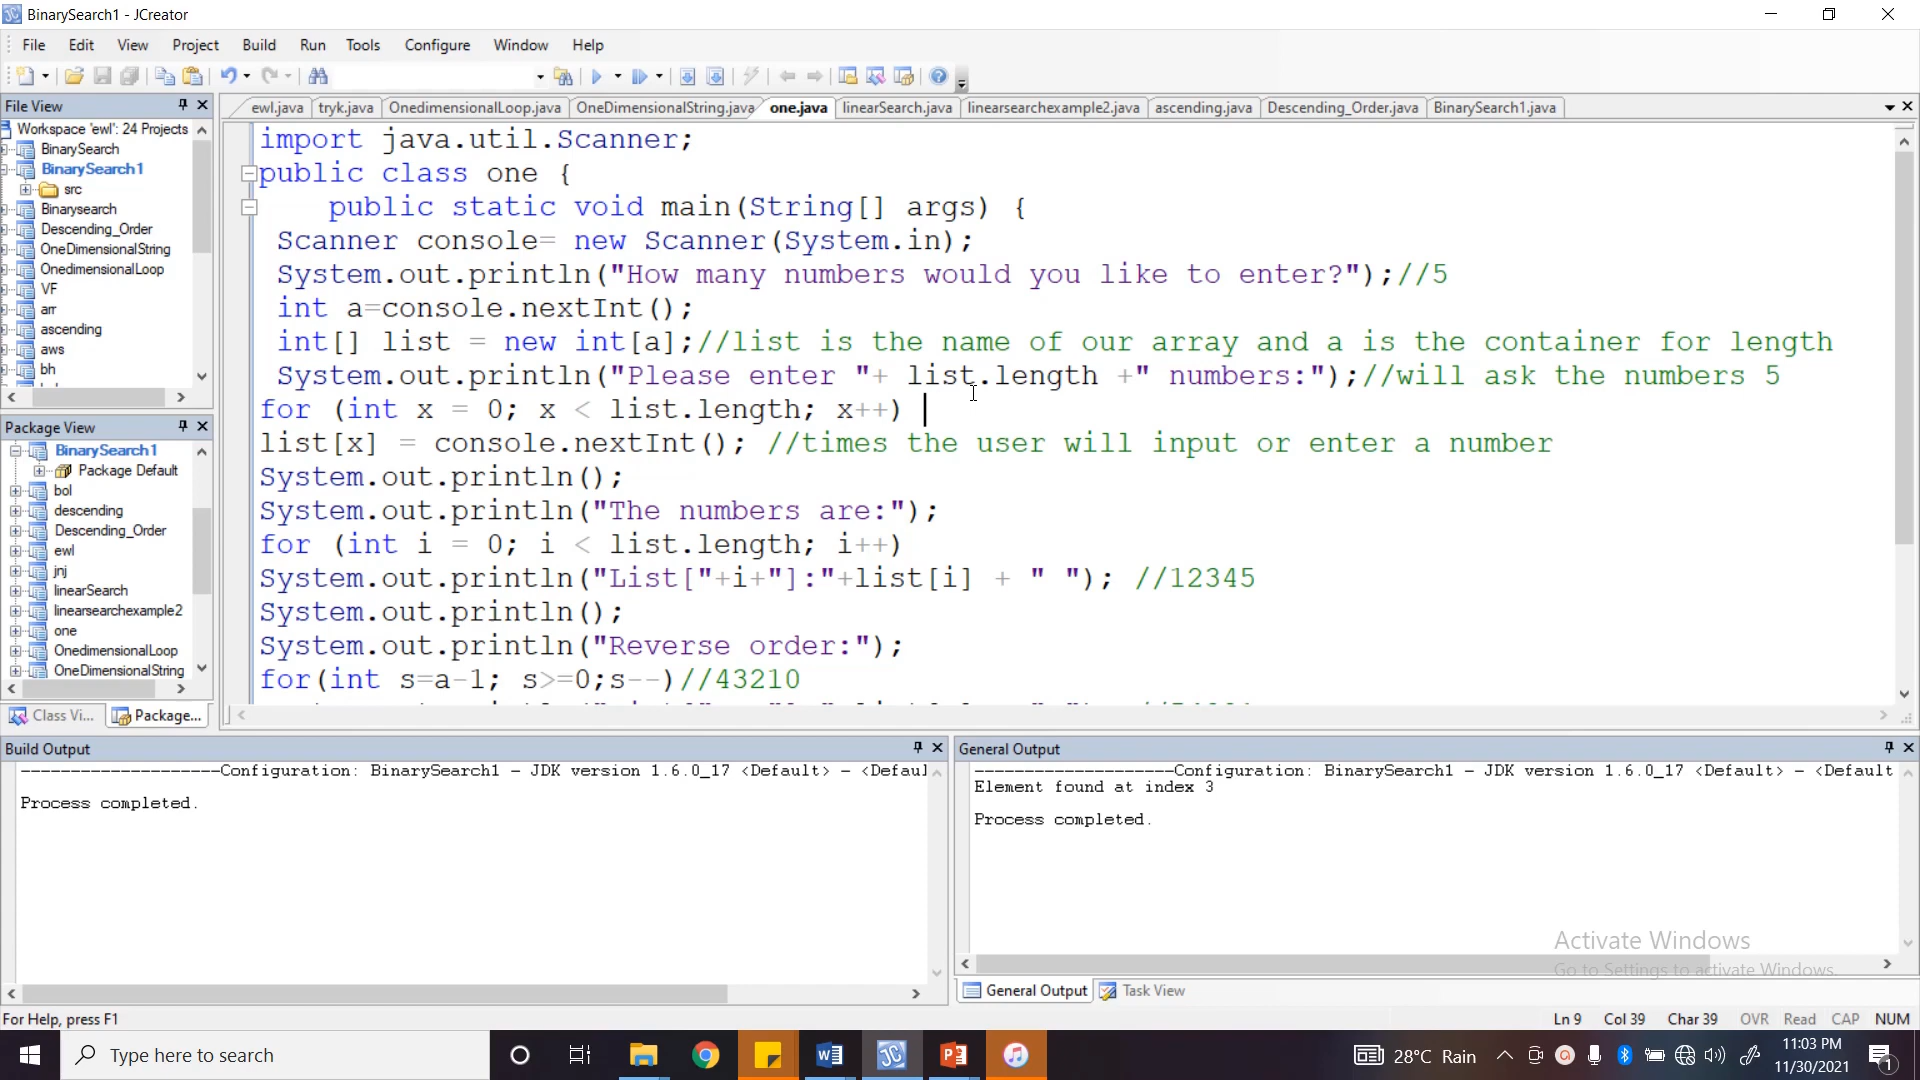 BinarySearch1 - JCreator
File Edit View Project Build Run Tools Configure Window Help
File View
Workspace 'ewl': 24 Projects
BinarySearch
BinarySearch1
src
Binarysearch
Descending_Order
OneDimensionalString
OnedimensionalLoop
VF
arr
ascending
aws
bh
Package View
BinarySearch1
Package Default
bol
descending
Descending_Order
ewl
jnj
linearSearch
linearsearchexample2
one
OnedimensionalLoop
OneDimensionalString
Class Vi... Package...
ewl.java tryk.java OnedimensionalLoop.java OneDimensionalString.java one.java linearSearch.java linearsearchexample2.java ascending.java Descending_Order.java BinarySearch1.java
import java.util.Scanner;
public class one {
public static void main(String[] args) {
Scanner console= new Scanner(System.in);
System.out.println("How many numbers would you like to enter?");//5
int a=console.nextInt();
int[] list = new int[a];//list is the name of our array and a is the container for length
System.out.println("Please enter "+ list.length +" numbers:");//will ask the numbers 5
for (int x = 0; x < list.length; x++)
list[x] = console.nextInt(); //times the user will input or enter a number
System.out.println();
System.out.println("The numbers are:");
for (int i = 0; i < list.length; i++)
System.out.println("List["+i+"]:"+list[i] + " "); //12345
System.out.println();
System.out.println("Reverse order:");
for(int s=a-1; s>=0;s--)//43210
Build Output
--------------------Configuration: BinarySearch1 - JDK version 1.6.0_17 <Default> - <Defaul
Process completed.
General Output
--------------------Configuration: BinarySearch1 - JDK version 1.6.0_17 <Default> - <Default
Element found at index 3
Process completed.
Activate Windows
Go to Settings to activate Windows.
General Output Task View
For Help, press F1
Ln 9 Col 39 Char 39 OVR Read CAP NUM
Type here to search
28°C Rain
11:03 PM
11/30/2021
1